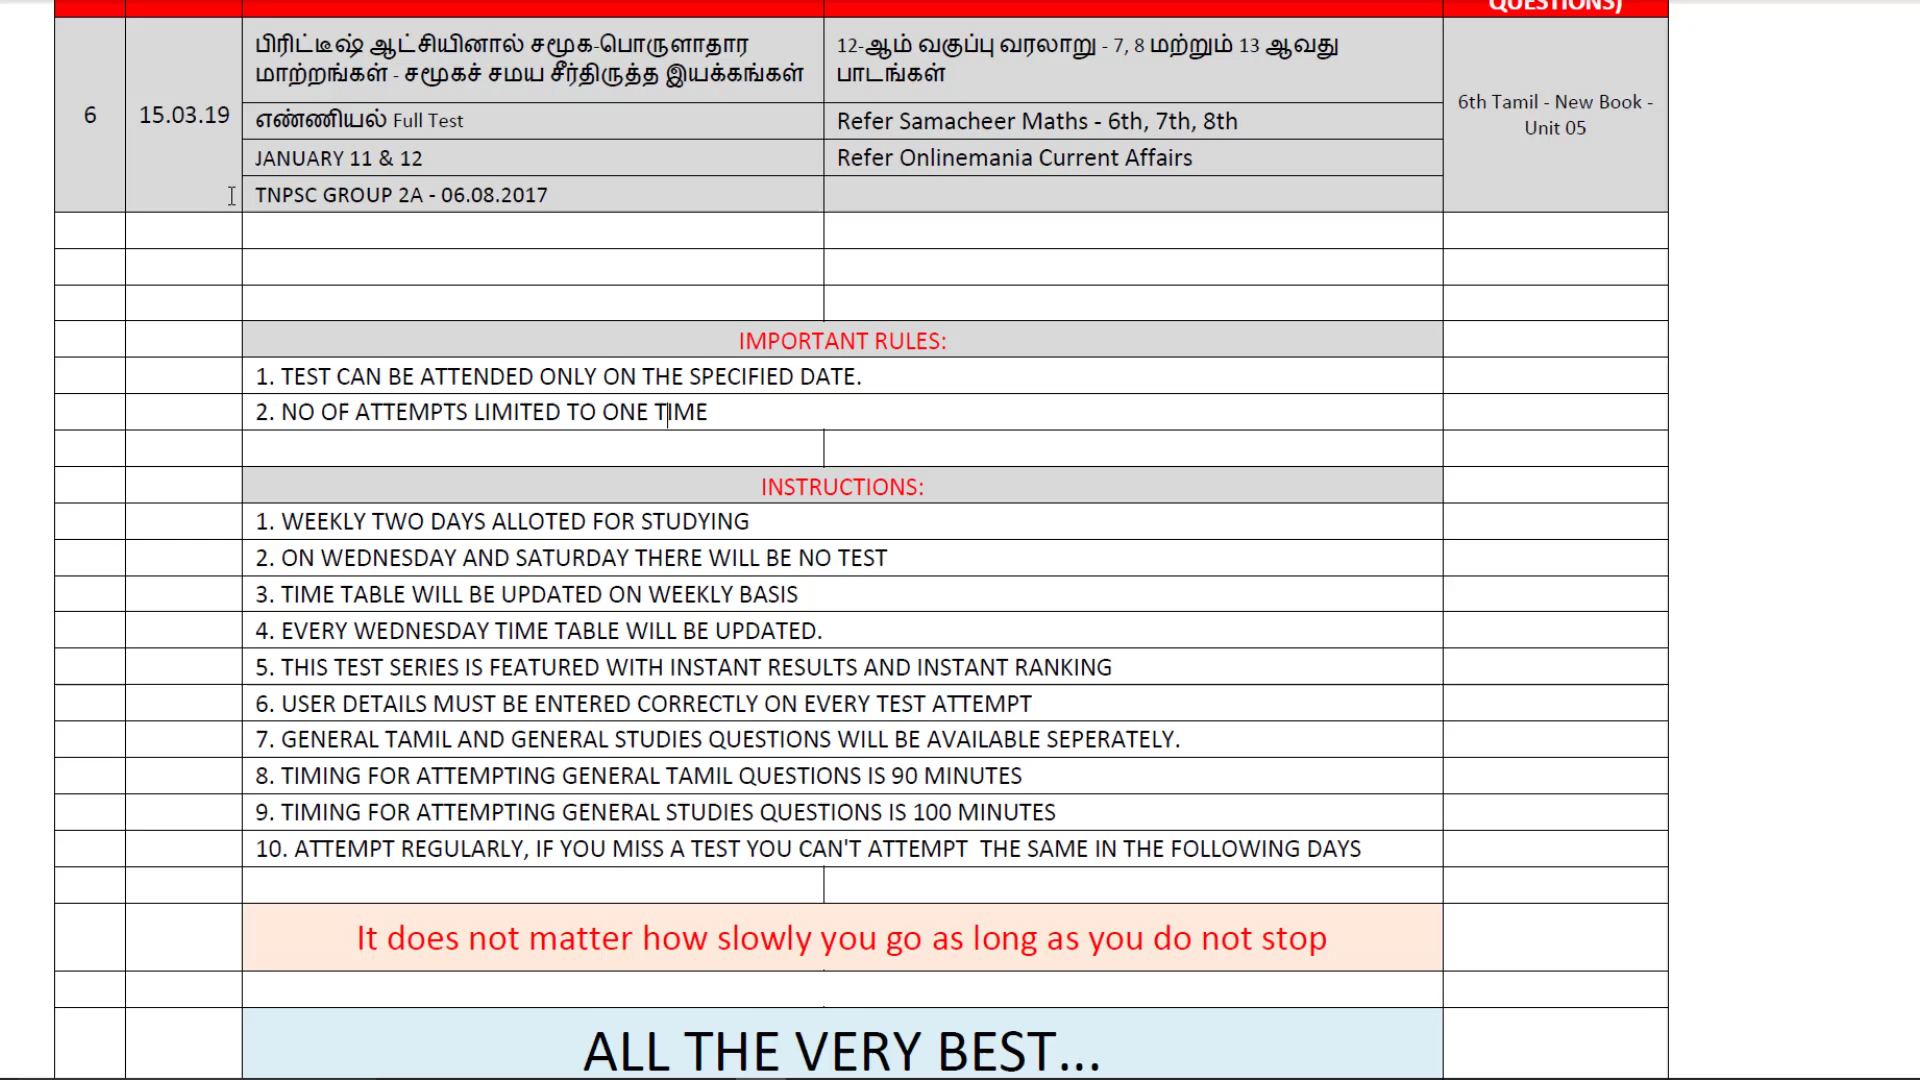 QUESTIONS)
பிரிட்டீஷ் ஆட்சியினால் சமூக-பொருளாதார
மாற்றங்கள் - சமூகச் சமய சீர்திருத்த இயக்கங்கள்
12-ஆம் வகுப்பு வரலாறு - 7, 8 மற்றும் 13 ஆவது
பாடங்கள்
6
15.03.19
எண்ணியல் Full Test
Refer Samacheer Maths - 6th, 7th, 8th
6th Tamil - New Book -
Unit 05
JANUARY 11 & 12
Refer Onlinemania Current Affairs
TNPSC GROUP 2A - 06.08.2017
IMPORTANT RULES:
1. TEST CAN BE ATTENDED ONLY ON THE SPECIFIED DATE.
2. NO OF ATTEMPTS LIMITED TO ONE TIME
INSTRUCTIONS:
1. WEEKLY TWO DAYS ALLOTED FOR STUDYING
2. ON WEDNESDAY AND SATURDAY THERE WILL BE NO TEST
3. TIME TABLE WILL BE UPDATED ON WEEKLY BASIS
4. EVERY WEDNESDAY TIME TABLE WILL BE UPDATED.
5. THIS TEST SERIES IS FEATURED WITH INSTANT RESULTS AND INSTANT RANKING
6. USER DETAILS MUST BE ENTERED CORRECTLY ON EVERY TEST ATTEMPT
7. GENERAL TAMIL AND GENERAL STUDIES QUESTIONS WILL BE AVAILABLE SEPERATELY.
8. TIMING FOR ATTEMPTING GENERAL TAMIL QUESTIONS IS 90 MINUTES
9. TIMING FOR ATTEMPTING GENERAL STUDIES QUESTIONS IS 100 MINUTES
10. ATTEMPT REGULARLY, IF YOU MISS A TEST YOU CAN'T ATTEMPT  THE SAME IN THE FOLLOWING DAYS
It does not matter how slowly you go as long as you do not stop
ALL THE VERY BEST...